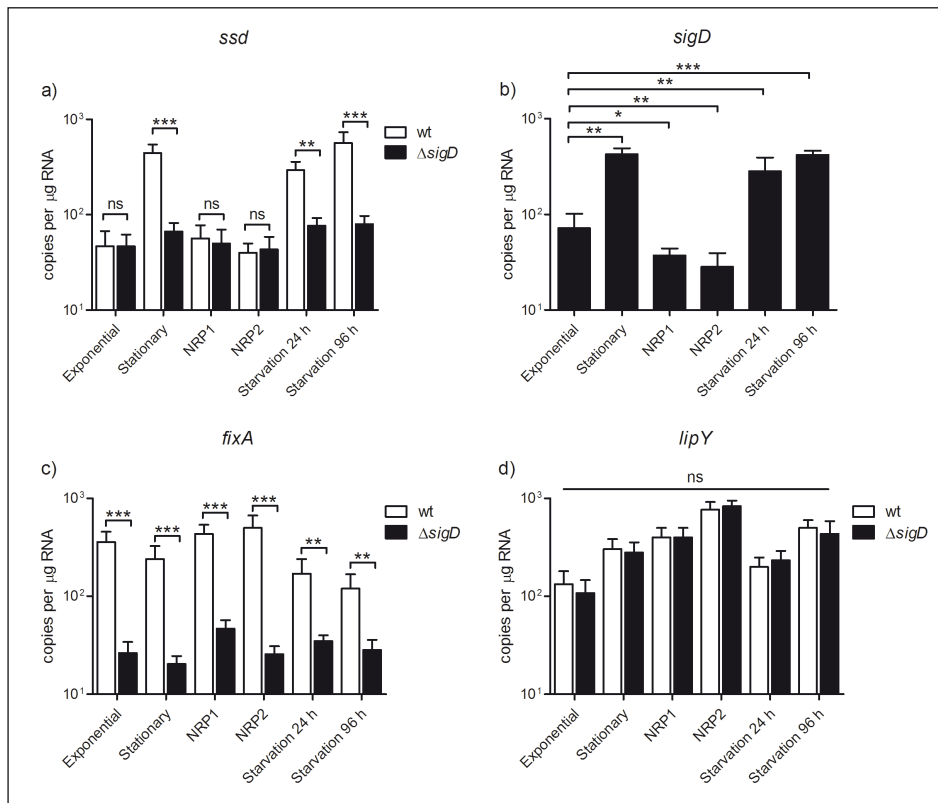 ssd
sigD
a)
b)
***
**
***
ns
ns
ns
wt
ΔsigD
***
**
**
*
**
copies per μg RNA
10³
10²
10¹
Exponential
Stationary
NRP1
NRP2
Starvation 24 h
Starvation 96 h
copies per μg RNA
10³
10²
10¹
Exponential
Stationary
NRP1
NRP2
Starvation 24 h
Starvation 96 h
fixA
lipY
c)
d)
***
***
***
***
**
**
wt
ΔsigD
ns
wt
ΔsigD
copies per μg RNA
10³
10²
10¹
Exponential
Stationary
NRP1
NRP2
Starvation 24 h
Starvation 96 h
copies per μg RNA
10³
10²
10¹
Exponential
Stationary
NRP1
NRP2
Starvation 24 h
Starvation 96 h